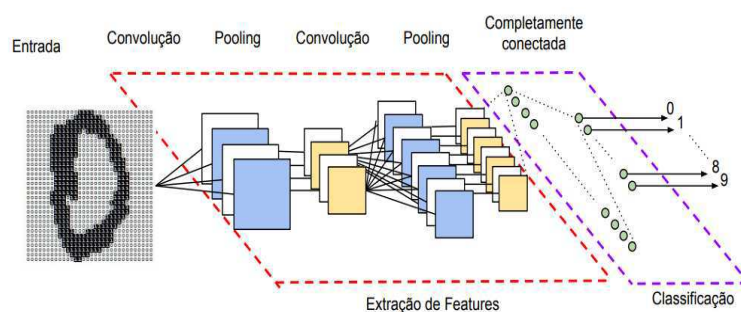 Entrada
Convolução
Pooling
Convolução
Pooling
Completamente
conectada
0
1
8
9
Extração de Features
Classificação